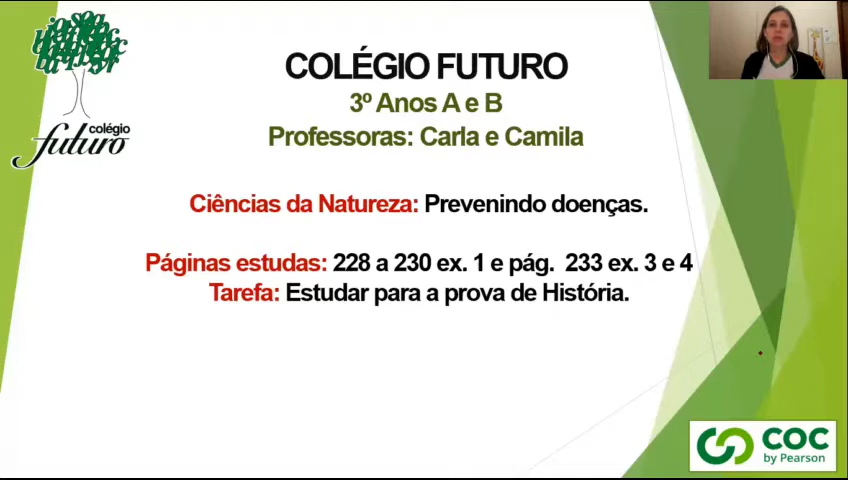 COLÉGIO FUTURO
3º Anos A e B
Professoras: Carla e Camila
colégio
futuro
Ciências da Natureza: Prevenindo doenças.
Páginas estudas: 228 a 230 ex. 1 e pág. 233 ex. 3 e 4
Tarefa: Estudar para a prova de História.
COC
by Pearson